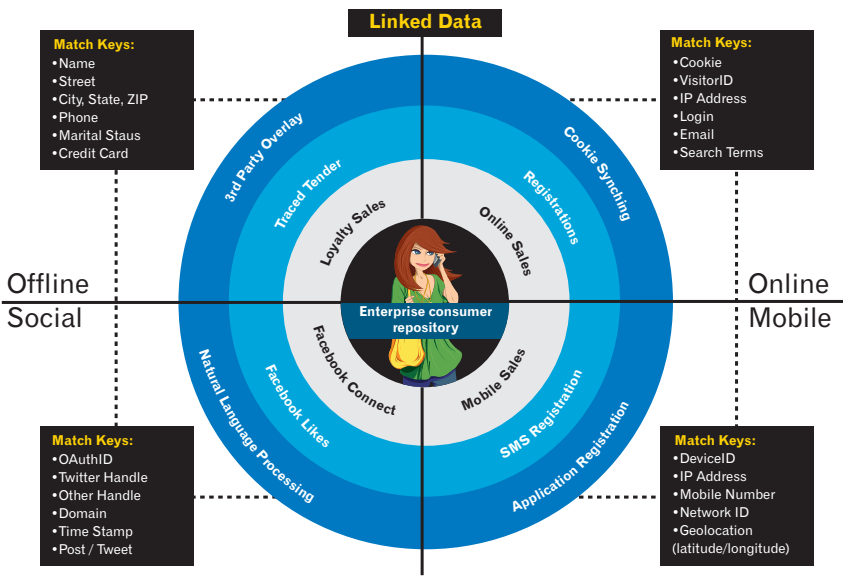 Linked Data
Match Keys:
•Name
•Street
•City, State, ZIP
•Phone
•Marital Staus
•Credit Card
Match Keys:
•Cookie
•VisitorID
•IP Address
•Login
•Email
•Search Terms
3rd Party Overlay
Traced Tender
Loyalty Sales
Cookie Synching
Registrations
Online Sales
Offline
Social
Online
Mobile
Enterprise consumer
repository
Facebook Connect
Facebook Likes
Natural Language Processing
Mobile Sales
SMS Registration
Application Registration
Match Keys:
•OAuthID
•Twitter Handle
•Other Handle
•Domain
•Time Stamp
•Post / Tweet
Match Keys:
•DeviceID
•IP Address
•Mobile Number
•Network ID
•Geolocation
(latitude/longitude)